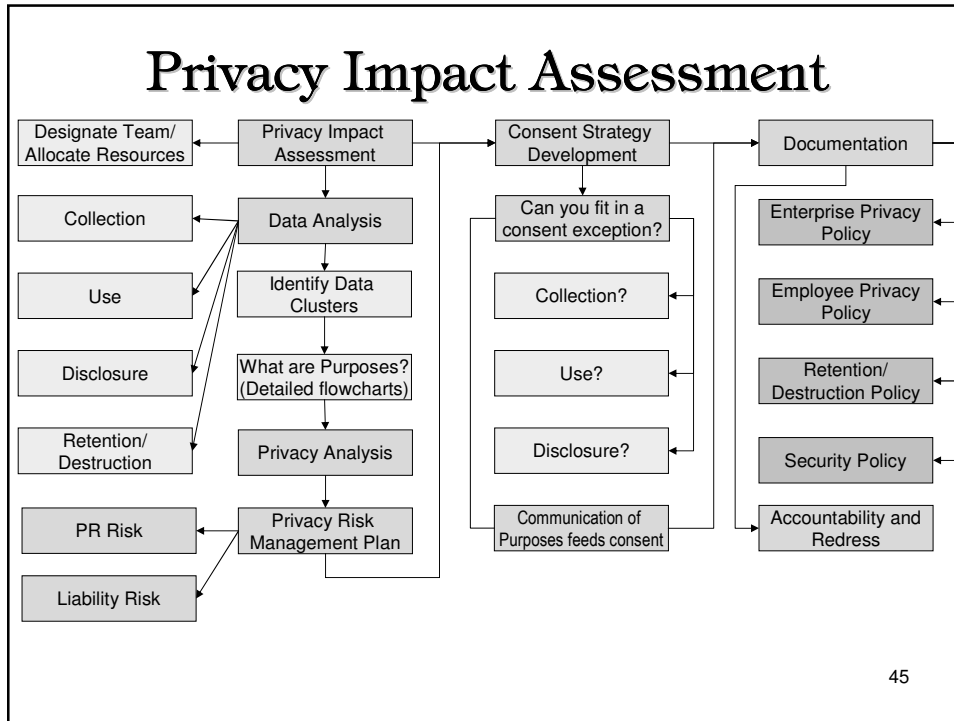 Privacy Impact Assessment
Designate Team/
Allocate Resources
Collection
Use
Disclosure
Retention/
Destruction
PR Risk
Liability Risk
Privacy Impact
Assessment
Data Analysis
Identify Data
Clusters
What are Purposes?
(Detailed flowcharts)
Privacy Analysis
Privacy Risk
Management Plan
Consent Strategy
Development
Can you fit in a
consent exception?
Collection?
Use?
Disclosure?
Communication of
Purposes feeds consent
Documentation
Enterprise Privacy
Policy
Employee Privacy
Policy
Retention/
Destruction Policy
Security Policy
Accountability and
Redress
45